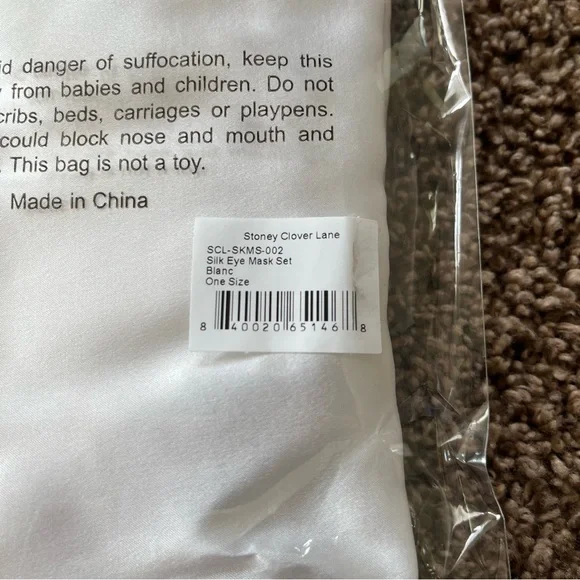 danger of suffocation, keep this
from babies and children. Do not
cribs, beds, carriages or playpens.
could block nose and mouth and
. This bag is not a toy.
Made in China
Stoney Clover Lane
SCL-SKMS-002
Silk Eye Mask Set
Blanc
One Size
8 40020 65146 8